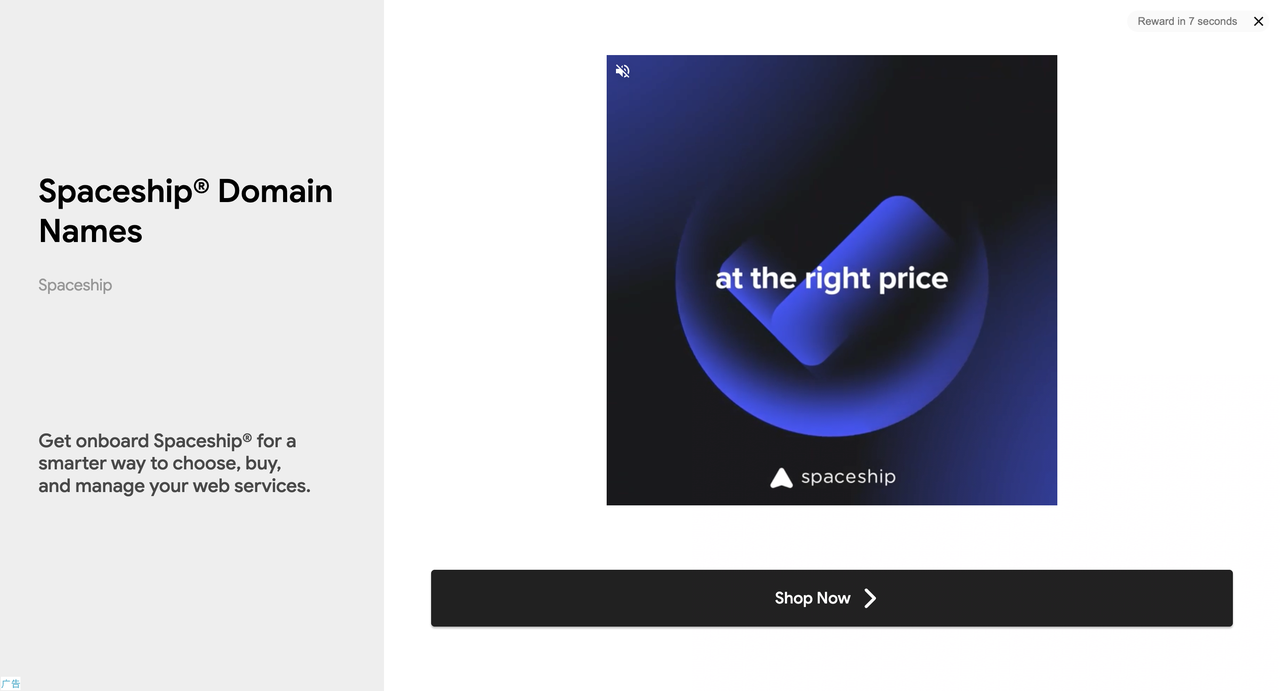 Reward in 7 seconds
Spaceship® Domain
Names
Spaceship
Get onboard Spaceship® for a
smarter way to choose, buy,
and manage your web services.
at the right price
spaceship
Shop Now
广告